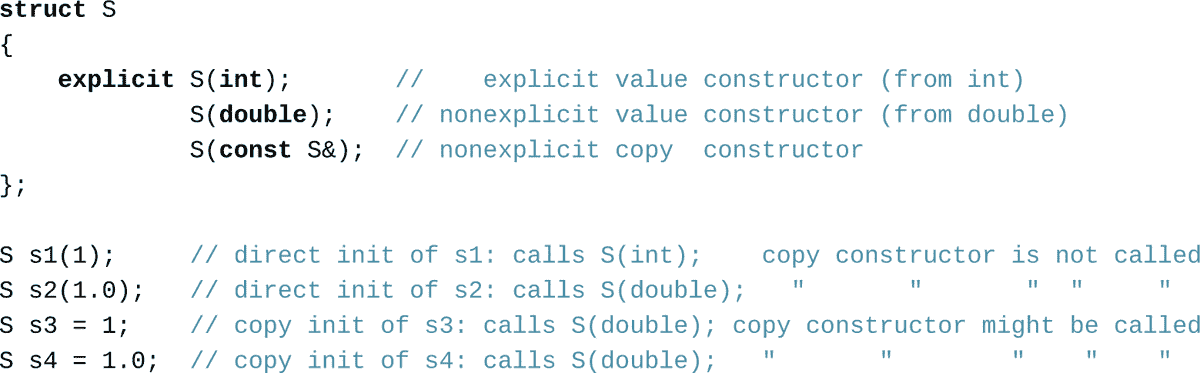 struct S
{
    explicit S(int);        //    explicit value constructor (from int)
             S(double);    // nonexplicit value constructor (from double)
             S(const S&);  // nonexplicit copy  constructor
};

S s1(1);     // direct init of s1: calls S(int);    copy constructor is not called
S s2(1.0);   // direct init of s2: calls S(double);   "       "       "  "     "
S s3 = 1;    // copy init of s3: calls S(double); copy constructor might be called
S s4 = 1.0;  // copy init of s4: calls S(double);   "       "        "    "    "